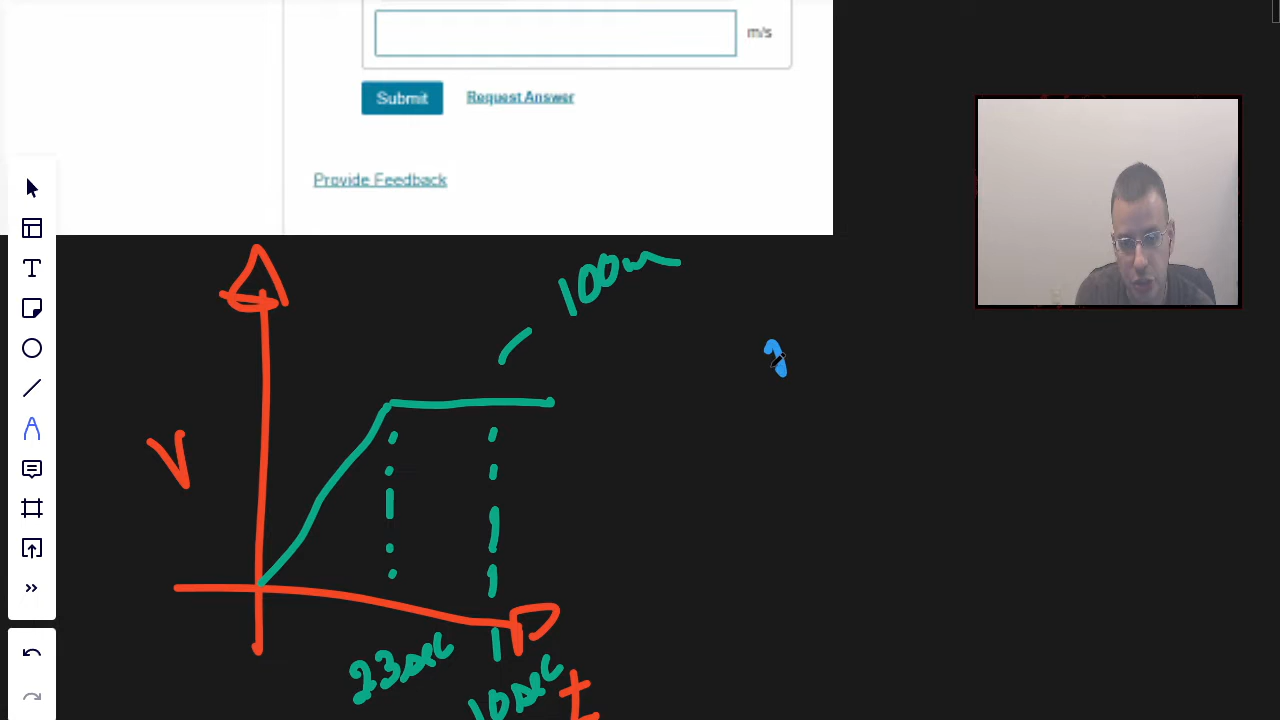 m/s
Submit Request Answer
Provide Feedback
100m
V
23sec
10sec
t